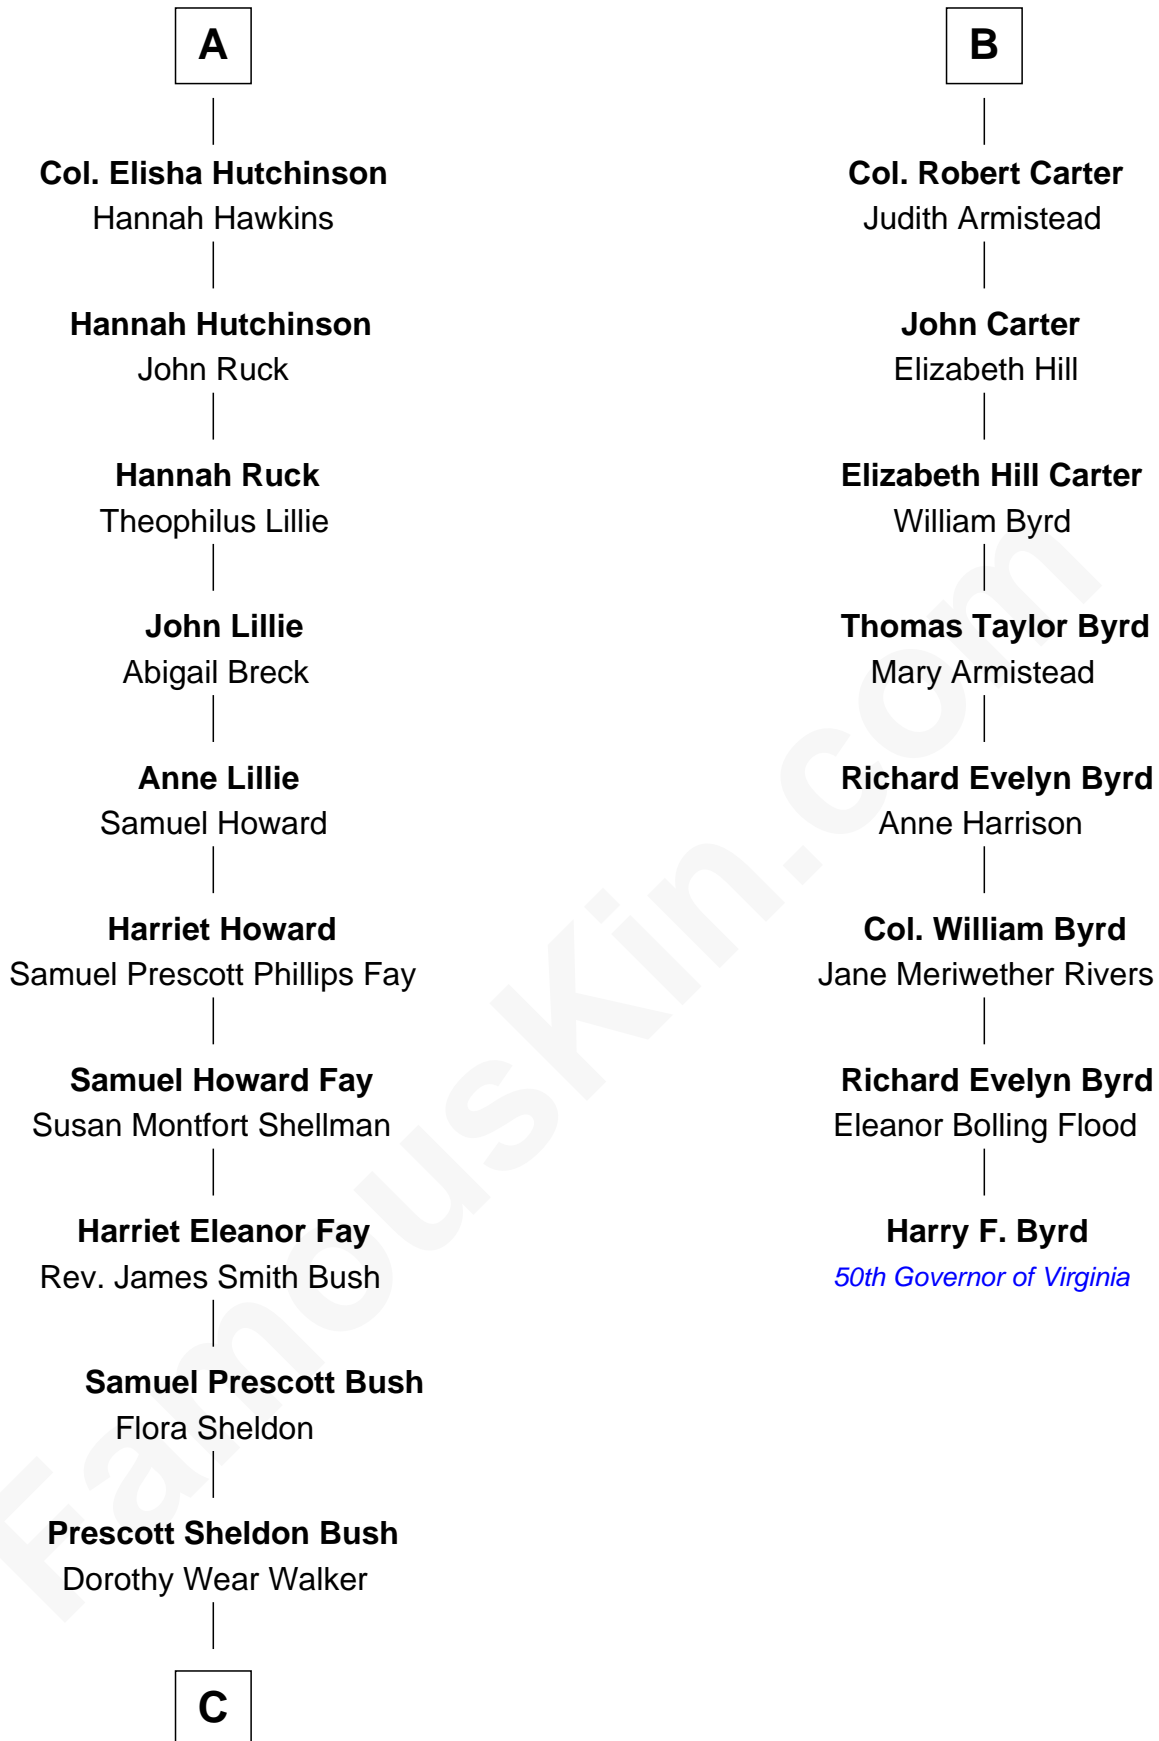 A
Col. Elisha Hutchinson
Hannah Hawkins
Hannah Hutchinson
John Ruck
Hannah Ruck
Theophilus Lillie
John Lillie
Abigail Breck
Anne Lillie
Samuel Howard
Harriet Howard
Samuel Prescott Phillips Fay
Samuel Howard Fay
Susan Montfort Shellman
Harriet Eleanor Fay
Rev. James Smith Bush
Samuel Prescott Bush
Flora Sheldon
Prescott Sheldon Bush
Dorothy Wear Walker
C
B
Col. Robert Carter
Judith Armistead
John Carter
Elizabeth Hill
Elizabeth Hill Carter
William Byrd
Thomas Taylor Byrd
Mary Armistead
Richard Evelyn Byrd
Anne Harrison
Col. William Byrd
Jane Meriwether Rivers
Richard Evelyn Byrd
Eleanor Bolling Flood
Harry F. Byrd
50th Governor of Virginia
FamousKin.com